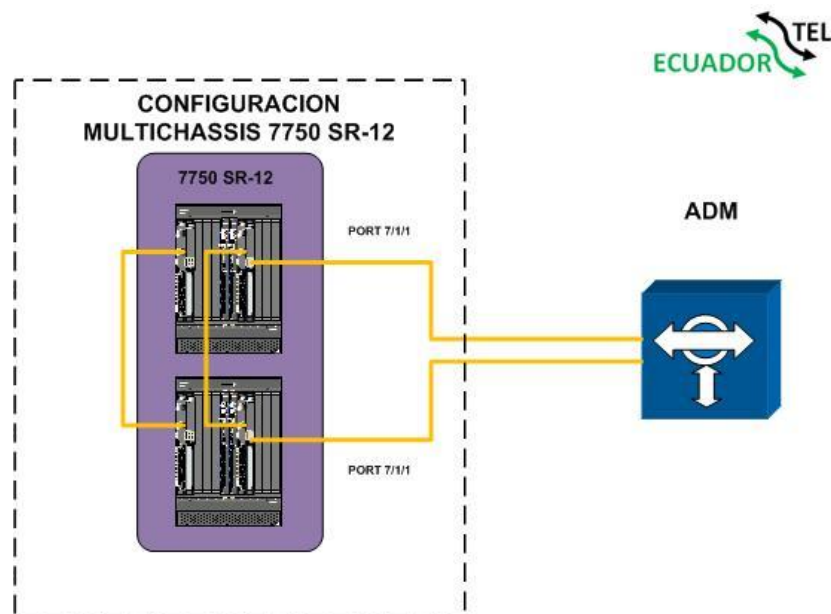 TEL
ECUADOR
CONFIGURACION
MULTICHASSIS 7750 SR-12
7750 SR-12
PORT 7/1/1
ADM
PORT 7/1/1